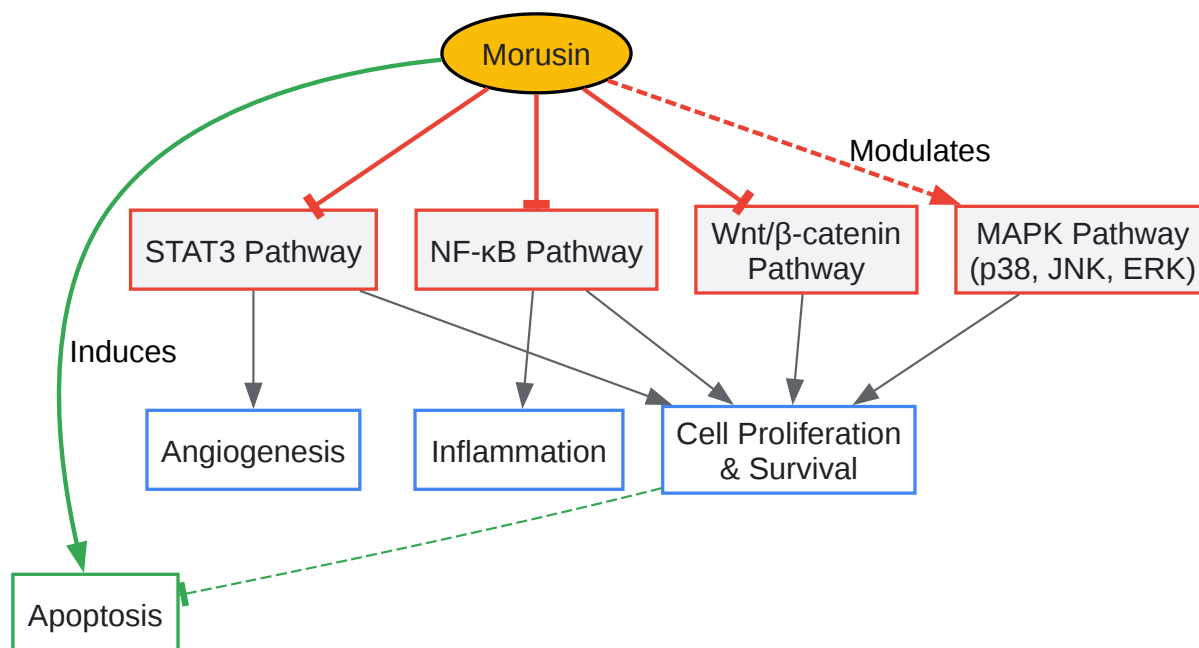 Morusin
Modulates
STAT3 Pathway
NF-κB Pathway
Wnt/β-catenin
Pathway
MAPK Pathway
(p38, JNK, ERK)
Induces
Angiogenesis
Inflammation
Cell Proliferation
& Survival
Apoptosis